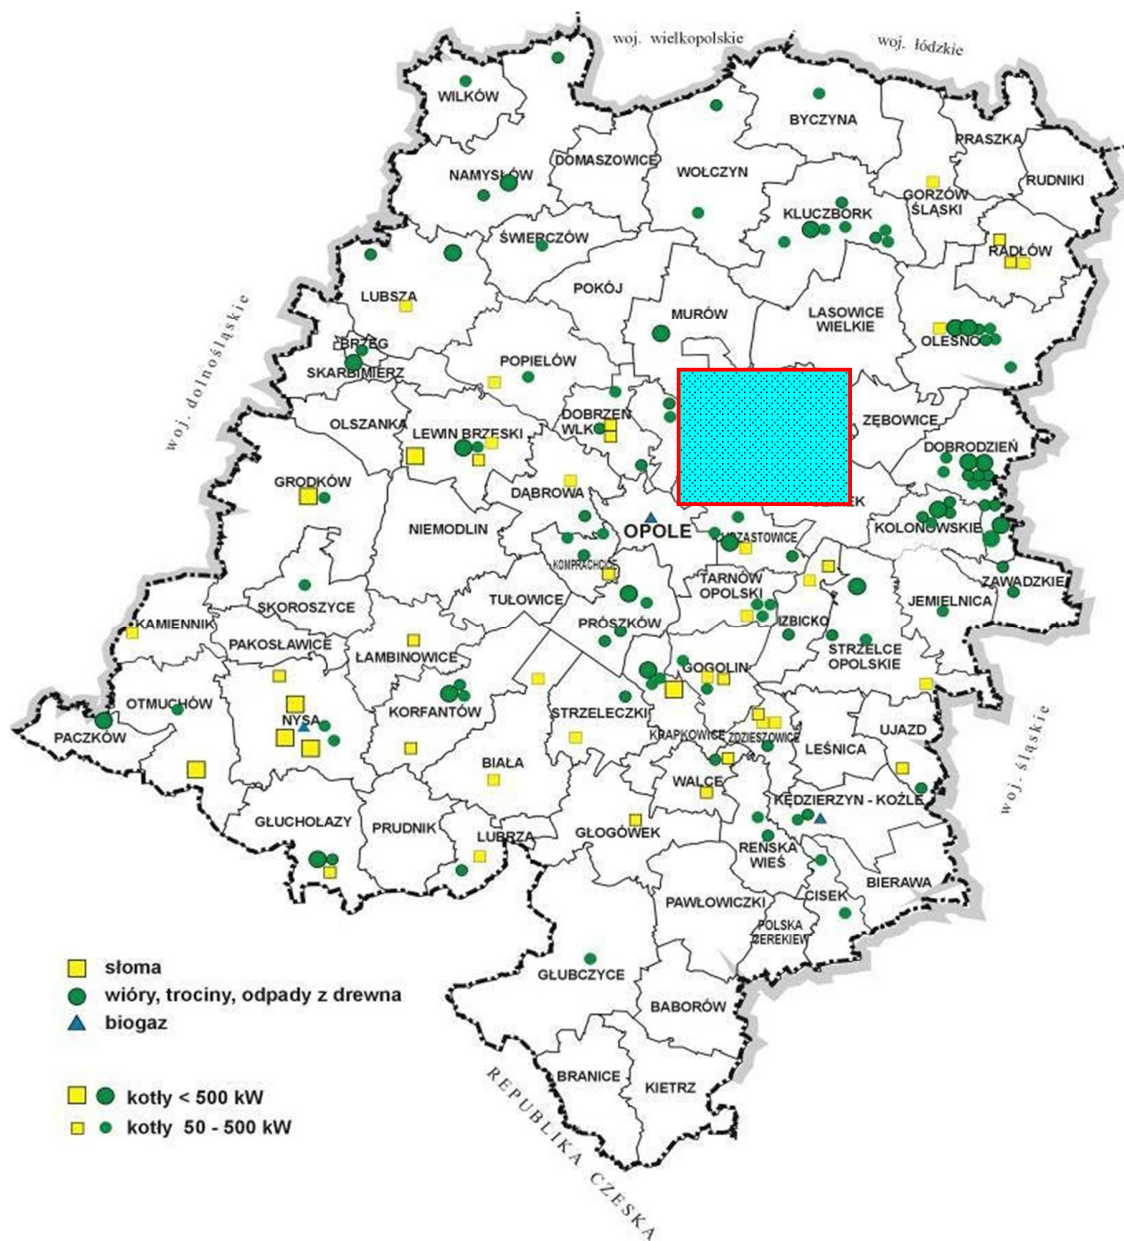 woj. wielkopolskie
woj. łódzkie
WILKÓW
BYCZYNA
PRASZKA
DOMASZOWICE
NAMYSŁÓW
WOŁCZYN
RUDNIKI
GORZÓW
ŚLĄSKI
KLUCZBORK
ŚWIERCZÓW
RADŁÓW
POKÓJ
LUBSZA
MURÓW
LASOWICE
WIELKIE
OLESNO
woj. dolnośląskie
BRZEG
SKARBIMIERZ
POPIELÓW
OLSZANKA
LEWIN BRZESKI
DOBRZEŃ
WLK
ZĘBOWICE
DOBRODZIEŃ
GRODKÓW
DĄBROWA
NIEMODLIN
OPOLE
KOLONOWSKIE
KOMPRACHCICE
TARNÓW
OPOLSKI
ZAWADZKIE
SKOROSZYCE
TUŁOWICE
JEMIELNICA
KAMIENNIK
PRÓSZKÓW
IZBICKO
PAKOSŁAWICE
ŁAMBINOWICE
STRZELCE
OPOLSKIE
GOGOLIN
OTMUCHÓW
KORFANTÓW
STRZELECZKI
NYSA
PACZKÓW
KRAPKOWICE
ZDZIESZOWICE
UJAZD
LEŚNICA
woj. śląskie
BIAŁA
WALCE
KĘDZIERZYN - KOŹLE
GŁUCHOŁAZY
PRUDNIK
LUBRZA
GŁOGÓWEK
REŃSKA
WIEŚ
BIERAWA
CISEK
PAWŁOWICZKI
POLSKA
CEREKIEW
GŁUBCZYCE
BABORÓW
BRANICE
KIETRZ
REPUBLIKA CZESKA
słoma
wióry, trociny, odpady z drewna
biogaz
kotły < 500 kW
kotły 50 - 500 kW